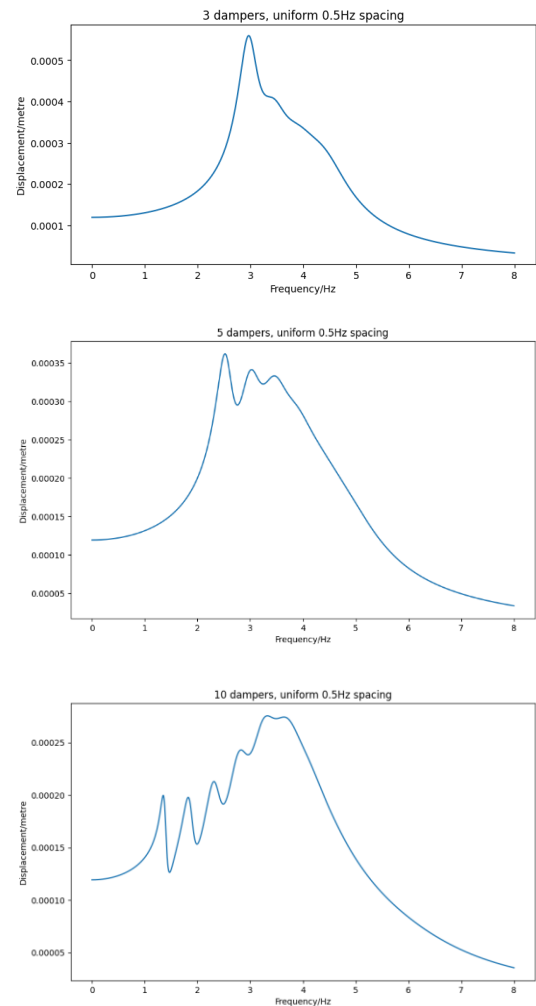 3 dampers, uniform 0.5Hz spacing
Displacement/metre
0.0005
0.0004
0.0003
0.0002
0.0001
0 1 2 3 4 5 6 7 8
Frequency/Hz
5 dampers, uniform 0.5Hz spacing
Displacement/metre
0.00035
0.00030
0.00025
0.00020
0.00015
0.00010
0.00005
0 1 2 3 4 5 6 7 8
Frequency/Hz
10 dampers, uniform 0.5Hz spacing
Displacement/metre
0.00025
0.00020
0.00015
0.00010
0.00005
0 1 2 3 4 5 6 7 8
Frequency/Hz